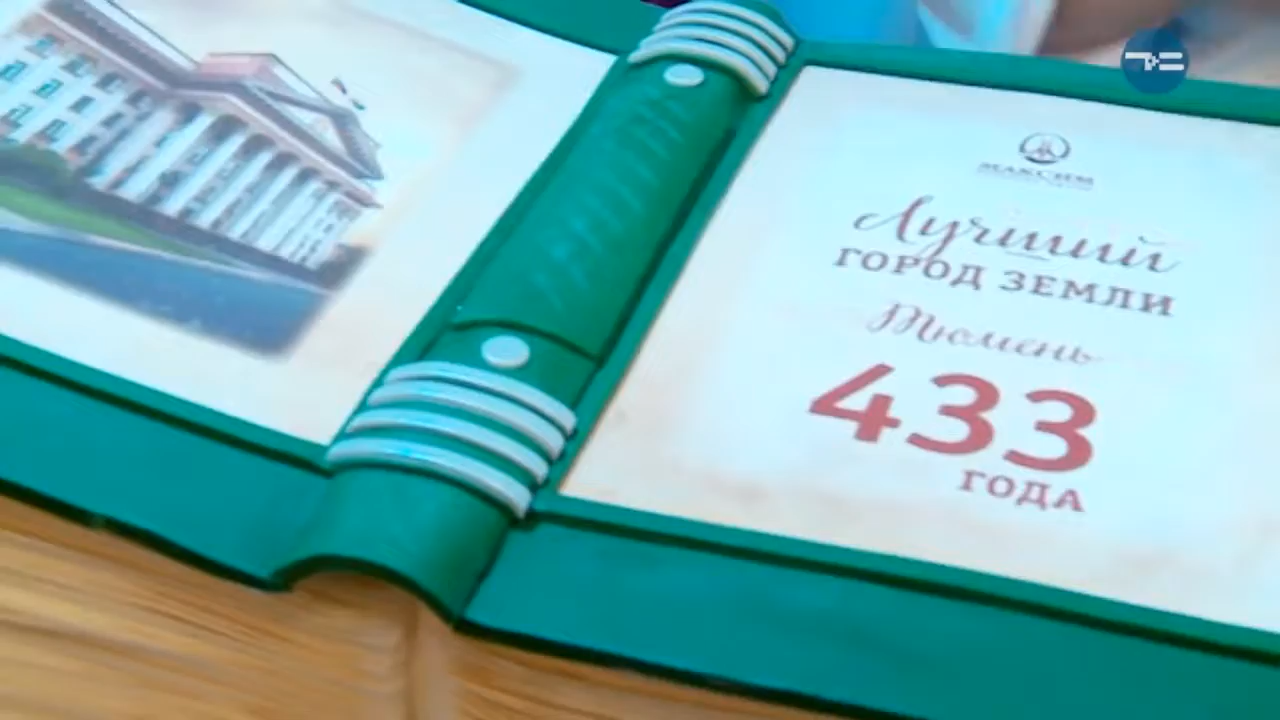 МАКСИМ
Лучший
ГОРОД ЗЕМЛИ
Тюмень
433
ГОДА